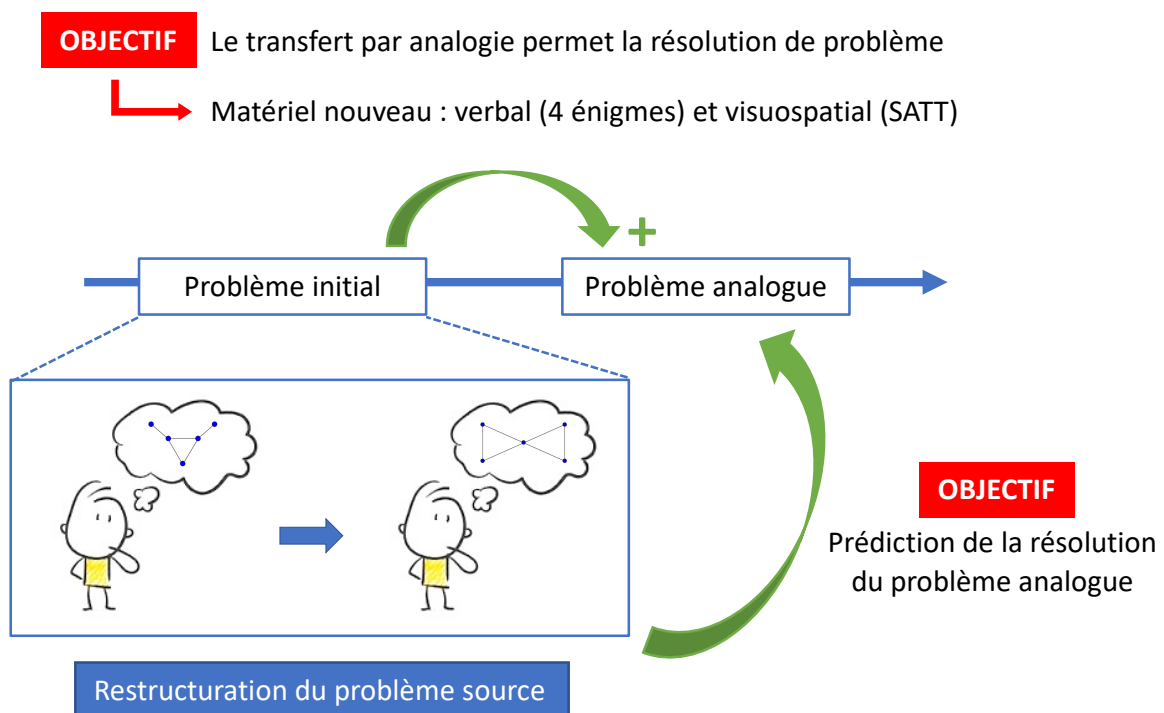 OBJECTIF Le transfert par analogie permet la résolution de problème
Matériel nouveau : verbal (4 énigmes) et visuospatial (SATT)
+
Problème initial
Problème analogue
OBJECTIF
Prédiction de la résolution
du problème analogue
Restructuration du problème source